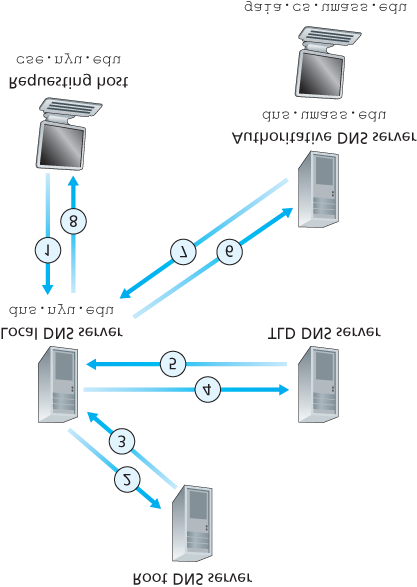 gaia.cs.umass.edu
cse.nyu.edu
Requesting host
dns.umass.edu
Authoritative DNS server
1
8
7
6
dns.nyu.edu
Local DNS server
TLD DNS server
5
4
3
2
Root DNS server